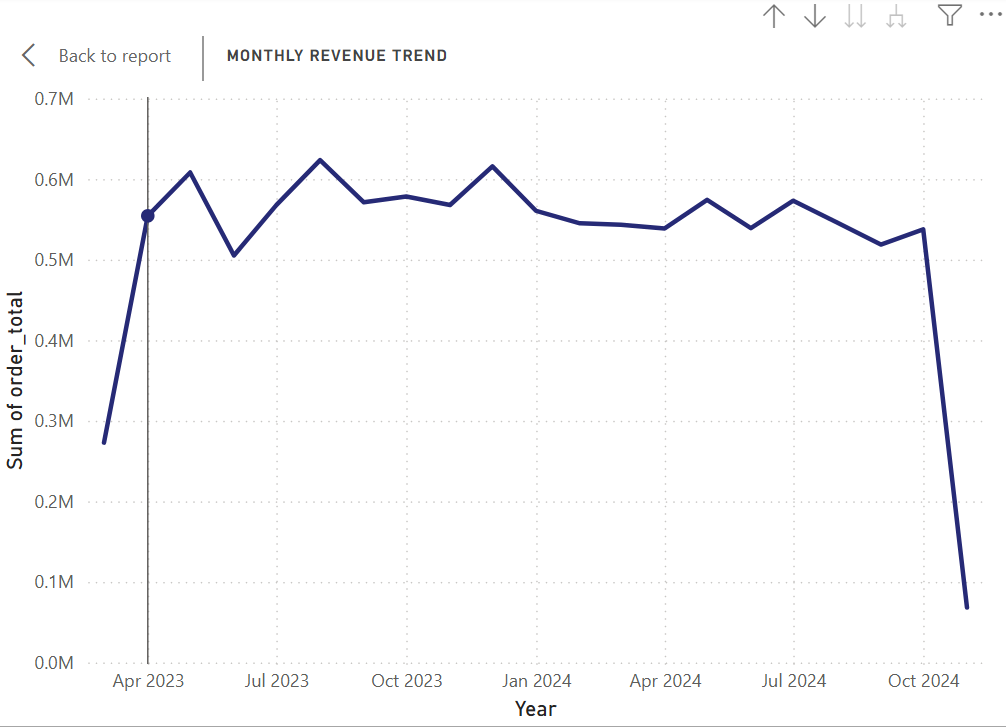 Back to report
MONTHLY REVENUE TREND
0.7M
0.6M
0.5M
0.4M
0.3M
0.2M
0.1M
0.0M
Sum of order_total
Apr 2023 Jul 2023 Oct 2023 Jan 2024 Apr 2024 Jul 2024 Oct 2024
Year